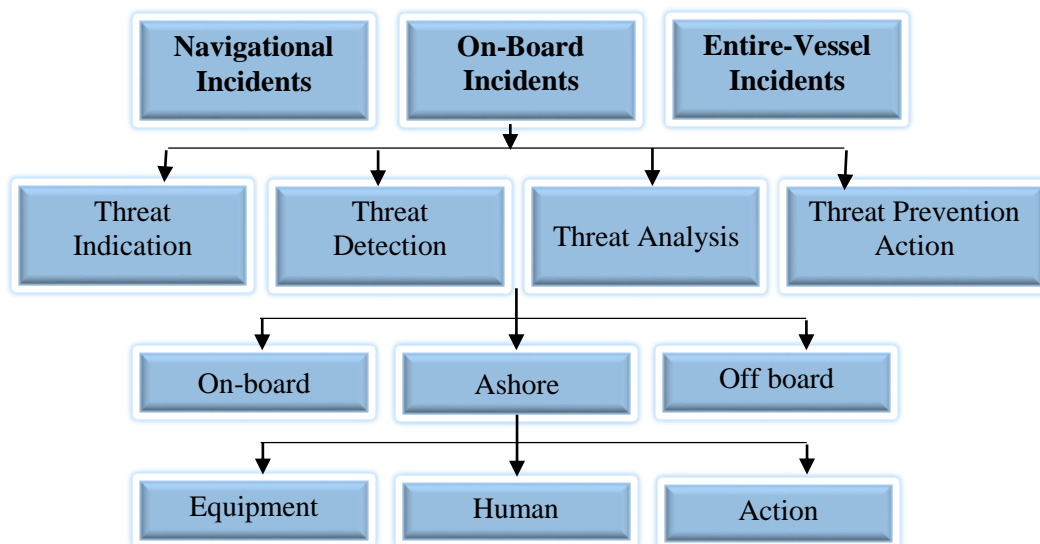 Navigational
Incidents
On-Board
Incidents
Entire-Vessel
Incidents
Threat
Indication
Threat
Detection
Threat Analysis
Threat Prevention
Action
On-board
Ashore
Off board
Equipment
Human
Action